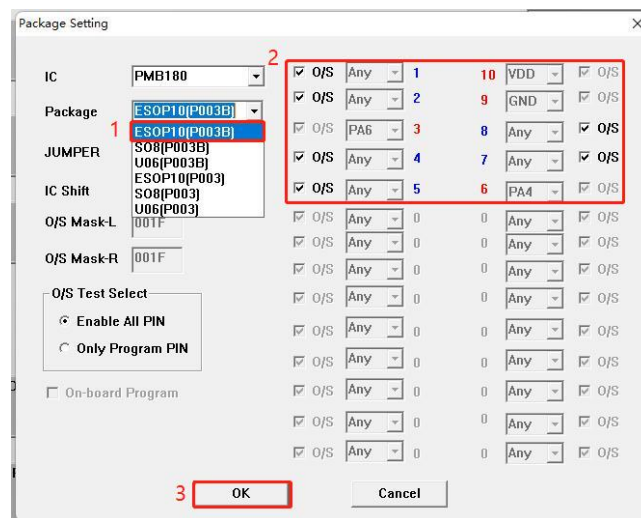 Package Setting
2
IC PMB180
Package ESOP10(P003B)
1 ESOP10(P003B)
SO8(P003B)
U06(P003B)
ESOP10(P003)
SO8(P003)
U06(P003)
JUMPER
IC Shift
O/S Mask-L 001F
O/S Mask-R 001F
O/S Test Select
Enable All PIN
Only Program PIN
On-board Program
O/S Any 1 10 VDD O/S
O/S Any 2 9 GND O/S
O/S PA6 3 8 Any O/S
O/S Any 4 7 Any O/S
O/S Any 5 6 PA4 O/S
O/S Any 0 0 Any O/S
O/S Any 0 0 Any O/S
O/S Any 0 0 Any O/S
O/S Any 0 0 Any O/S
O/S Any 0 0 Any O/S
O/S Any 0 0 Any O/S
O/S Any 0 0 Any O/S
O/S Any 0 0 Any O/S
O/S Any 0 0 Any O/S
3 OK Cancel